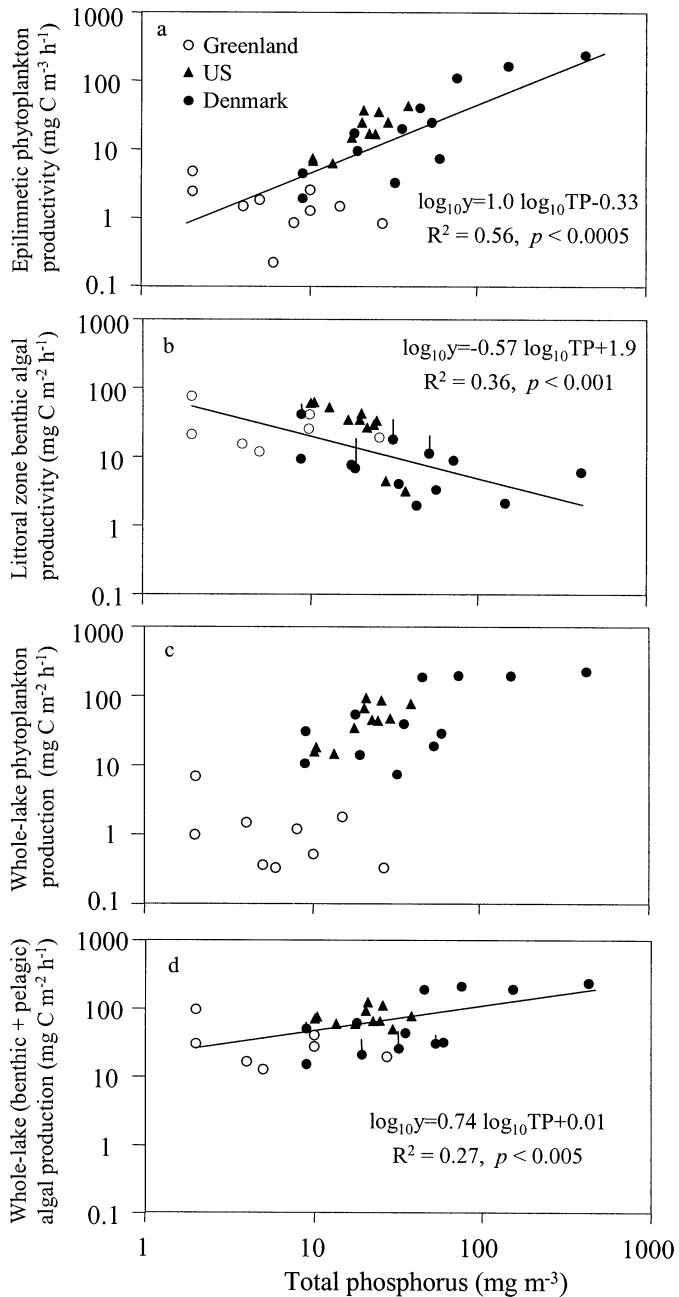 Epilimnetic phytoplankton
productivity (mg C m-3 h-1)
1000
100
10
1
0.1
a
Greenland
US
Denmark
log10y=1.0 log10TP-0.33
R2 = 0.56, p < 0.0005
Littoral zone benthic algal
productivity (mg C m-2 h-1)
1000
100
10
1
0.1
b
log10y=-0.57 log10TP+1.9
R2 = 0.36, p < 0.001
Whole-lake phytoplankton
production (mg C m-2 h-1)
1000
100
10
1
0.1
c
Whole-lake (benthic + pelagic)
algal production (mg C m-2 h-1)
1000
100
10
1
0.1
d
log10y=0.74 log10TP+0.01
R2 = 0.27, p < 0.005
1 10 100 1000
Total phosphorus (mg m-3)